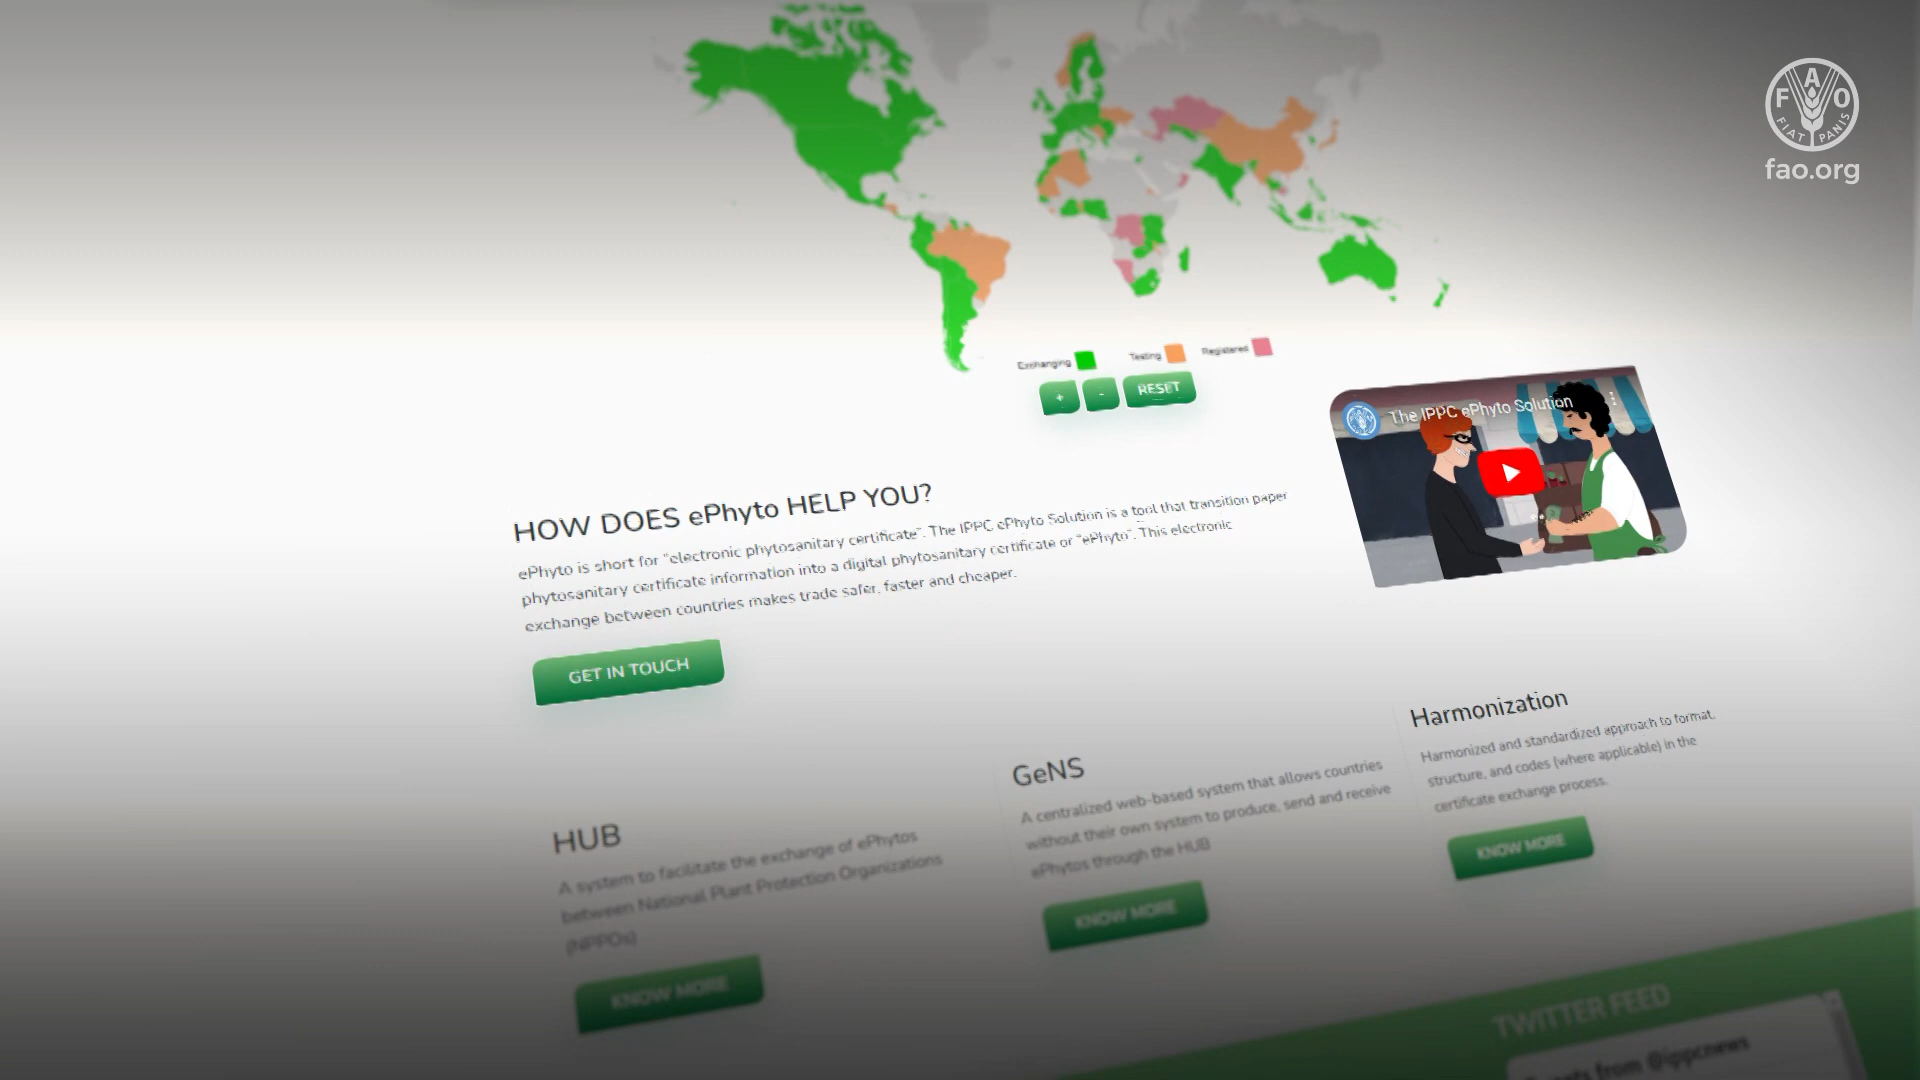 FAO
FIAT PANIS
fao.org
Exchanging
Testing
Registered
+
-
RESET
The IPPC ePhyto Solution
HOW DOES ePhyto HELP YOU?
ePhyto is short for "electronic phytosanitary certificate". The IPPC ePhyto Solution is a tool that transition paper
phytosanitary certificate information into a digital phytosanitary certificate or "ePhyto". This electronic
exchange between countries makes trade safer, faster and cheaper.
GET IN TOUCH
HUB
A system to facilitate the exchange of ePhytos
between National Plant Protection Organizations
(NPPOs)
KNOW MORE
GeNS
A centralized web-based system that allows countries
without their own system to produce, send and receive
ePhytos through the HUB
KNOW MORE
Harmonization
Harmonized and standardized approach to format,
structure, and codes (where applicable) in the
certificate exchange process.
KNOW MORE
TWITTER FEED
from @ippcnews